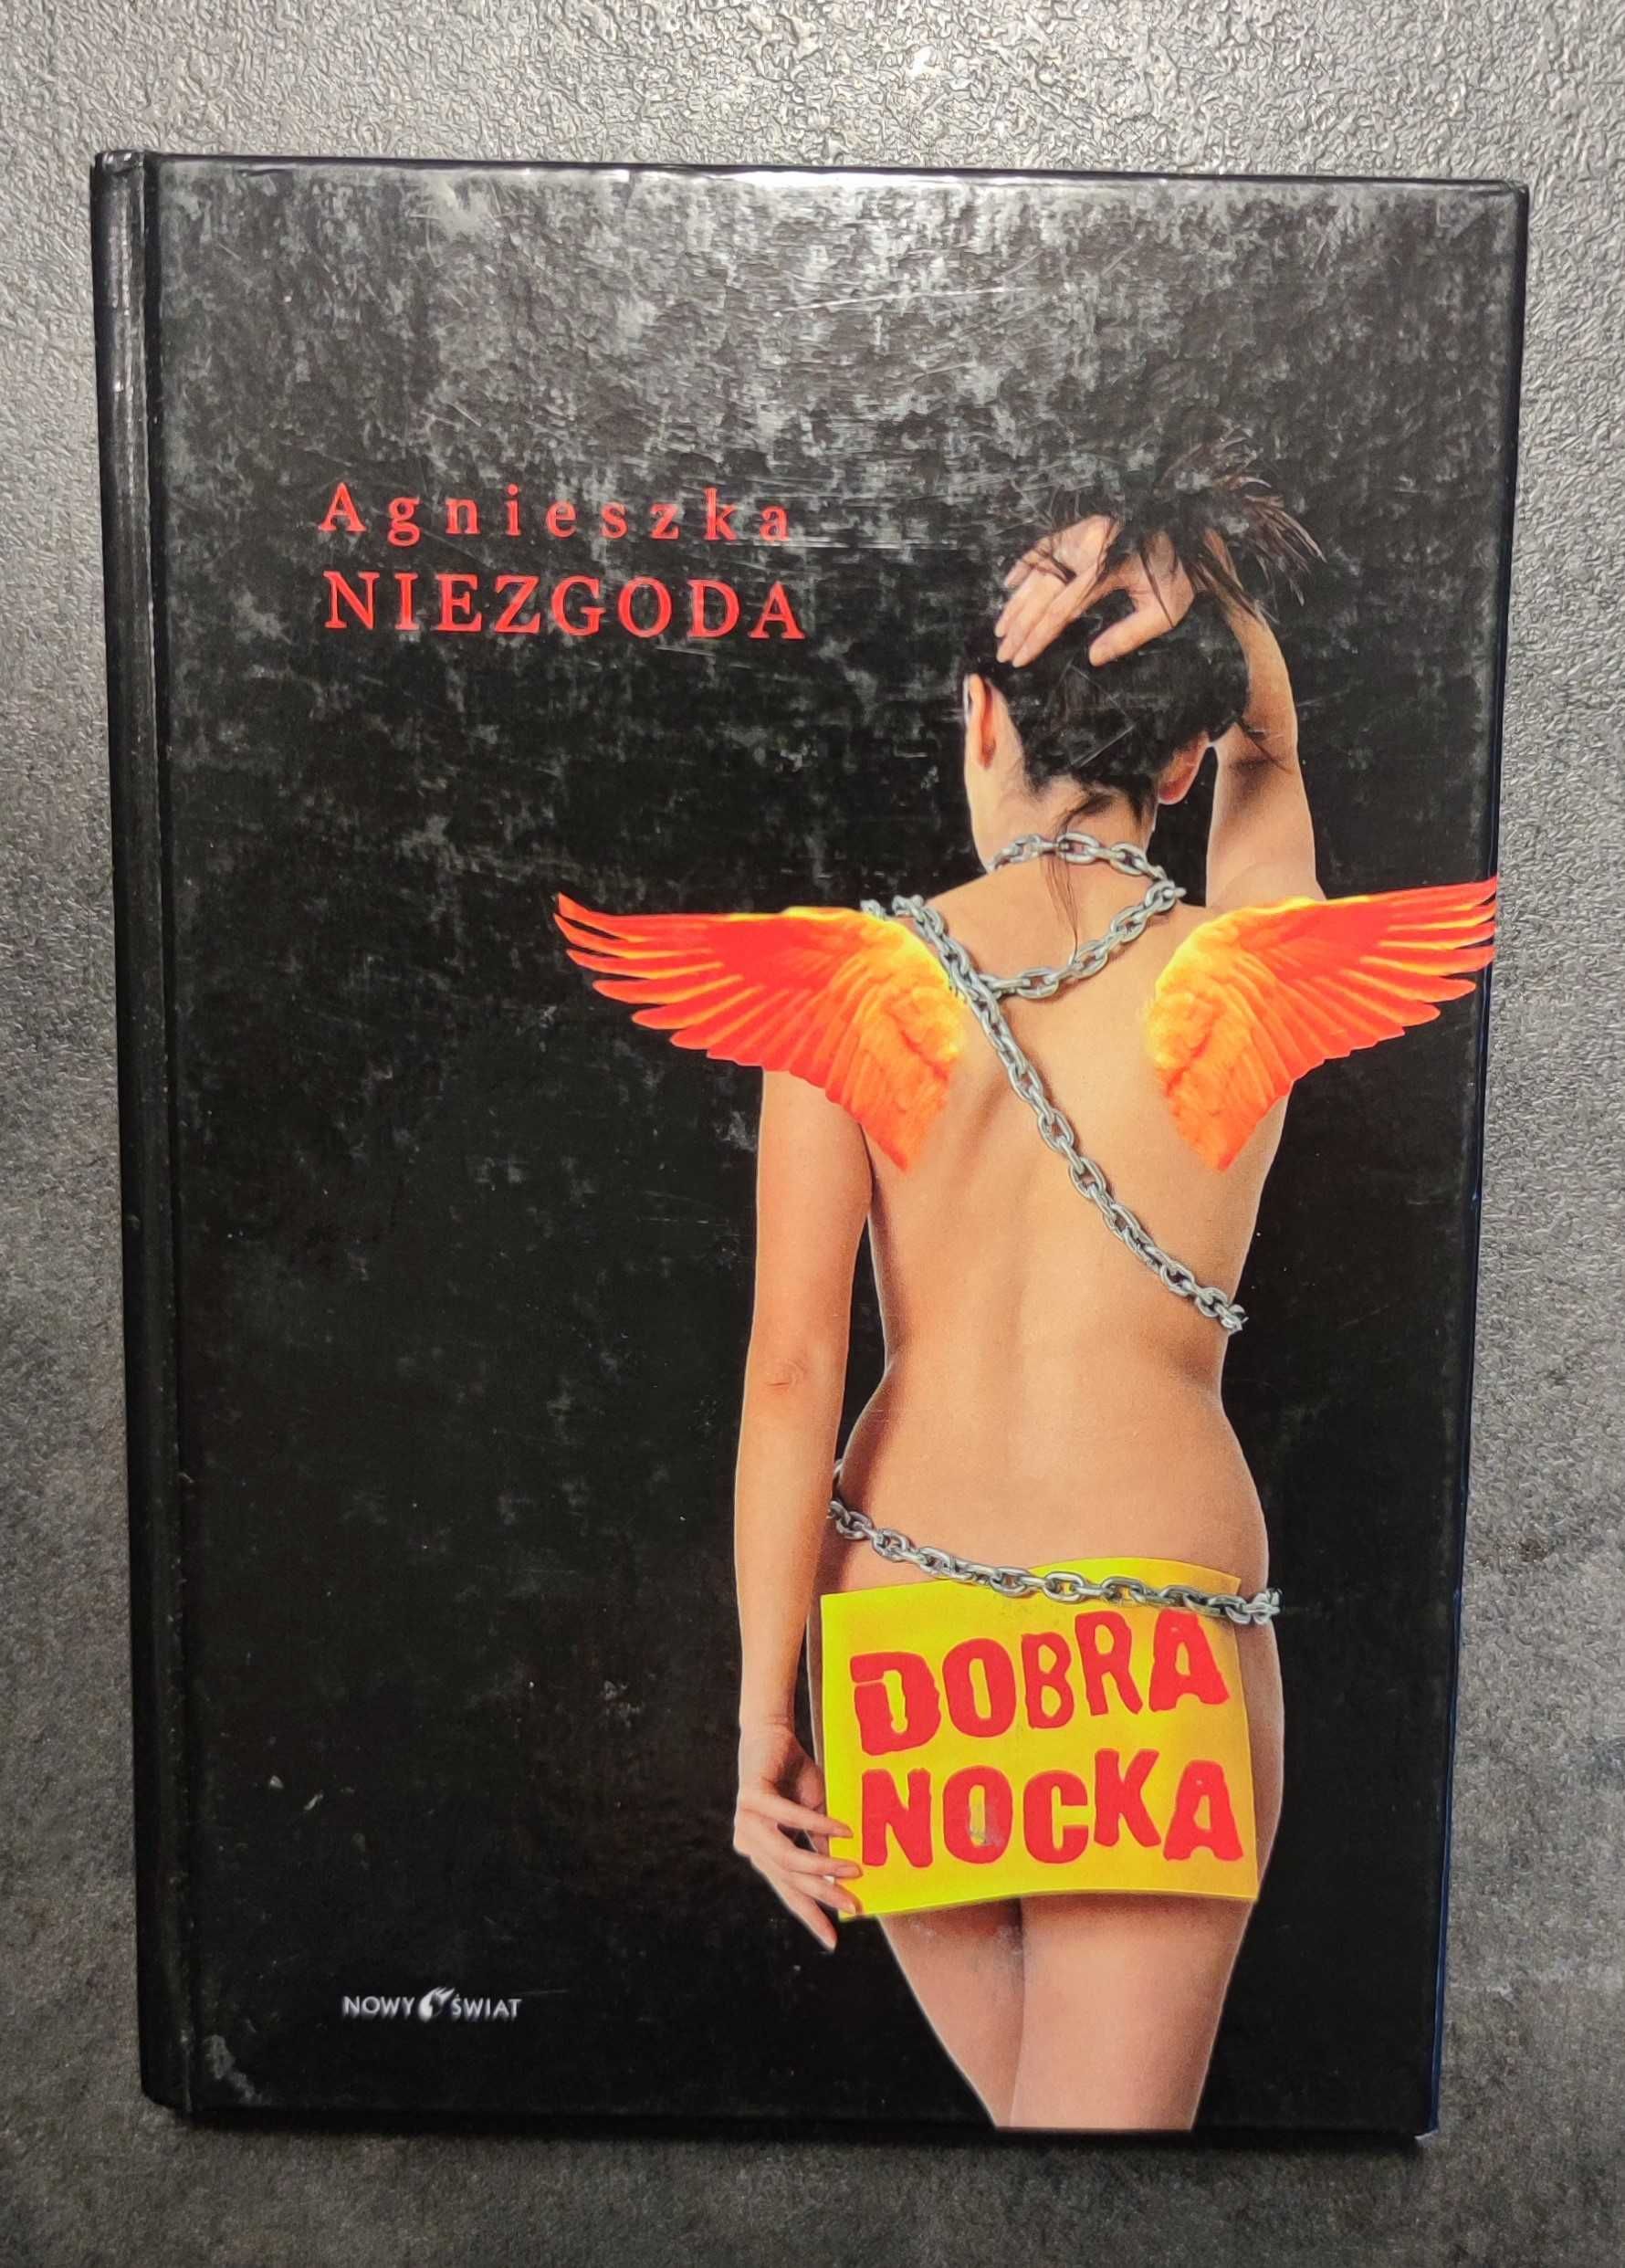 Agnieszka
NIEZGODA
DOBRA
NOCKA
NOWY ŚWIAT